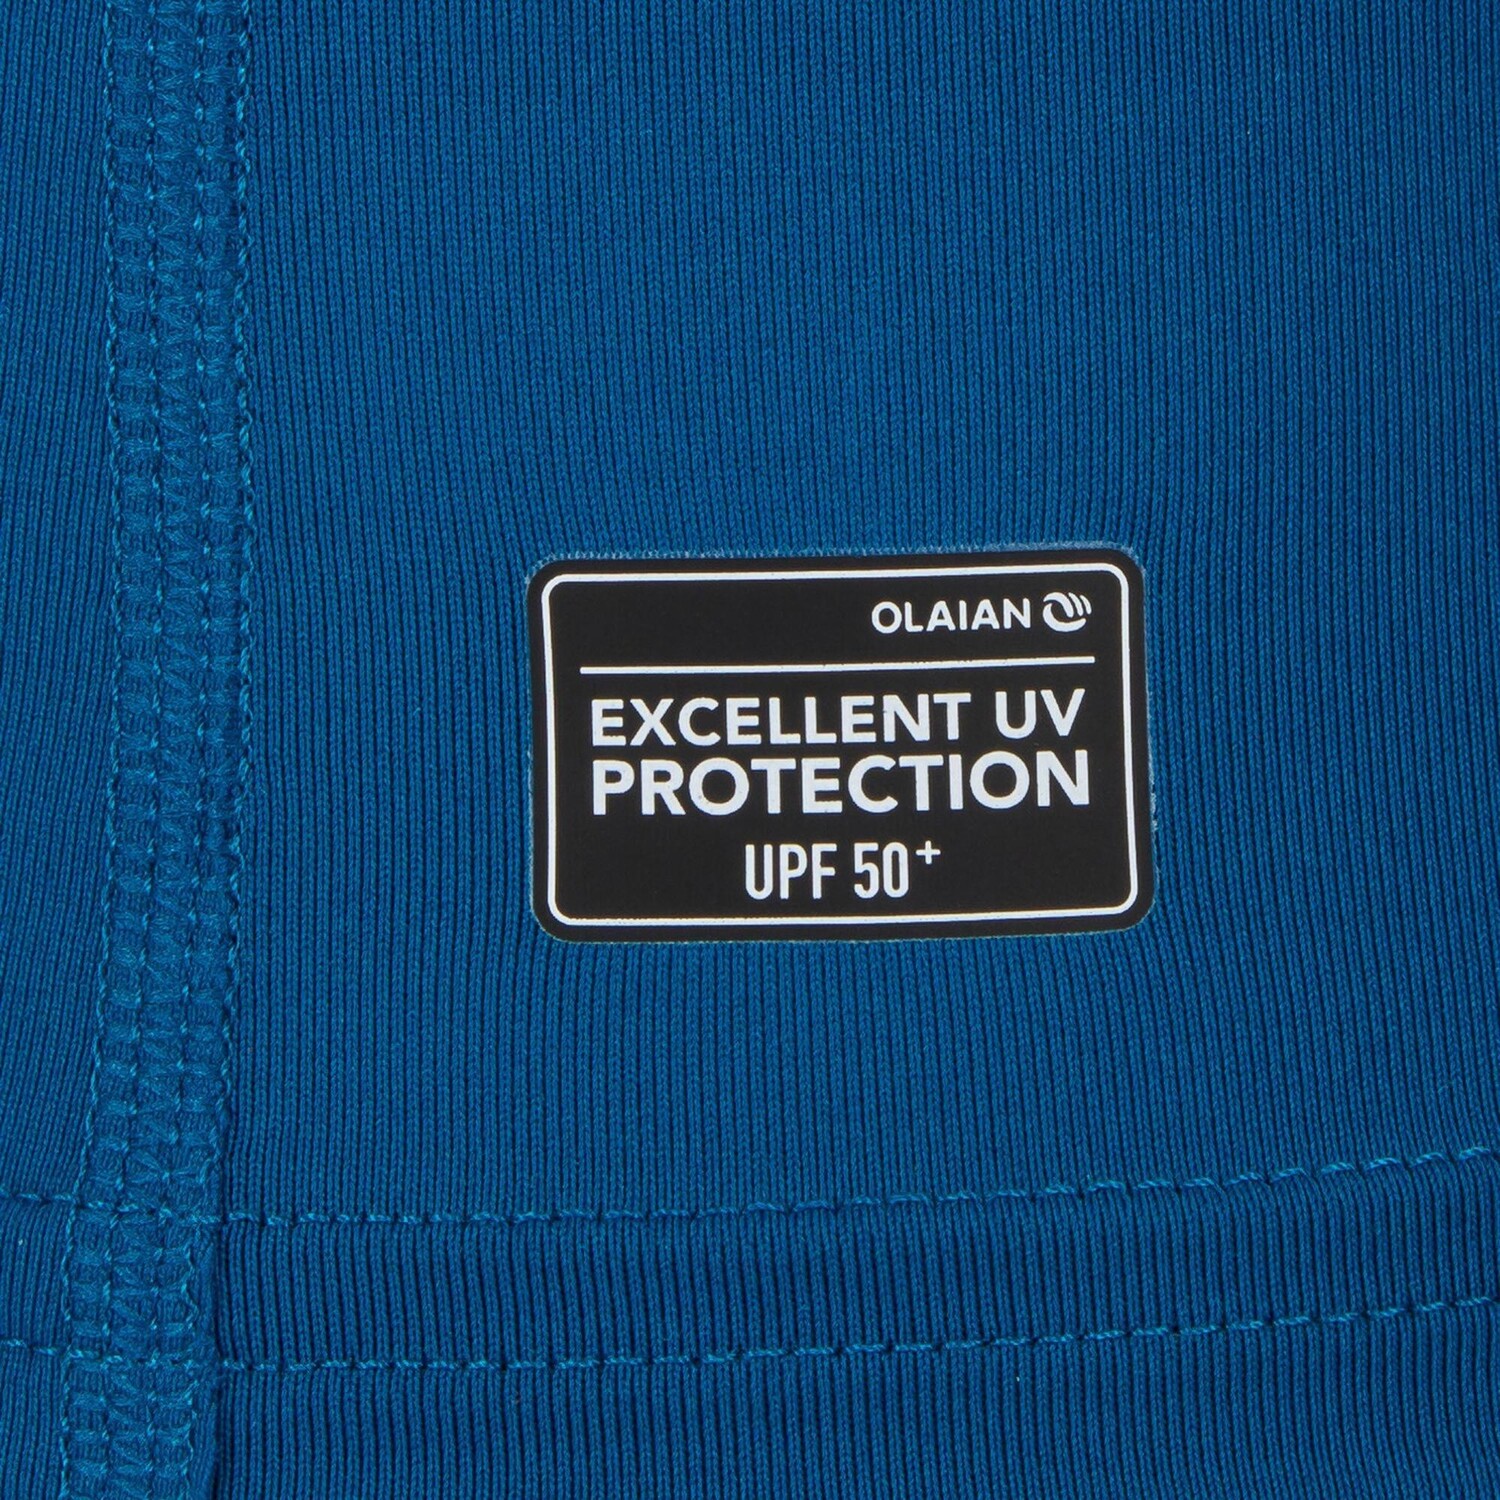 OLAIAN
EXCELLENT UV
PROTECTION
UPF 50+